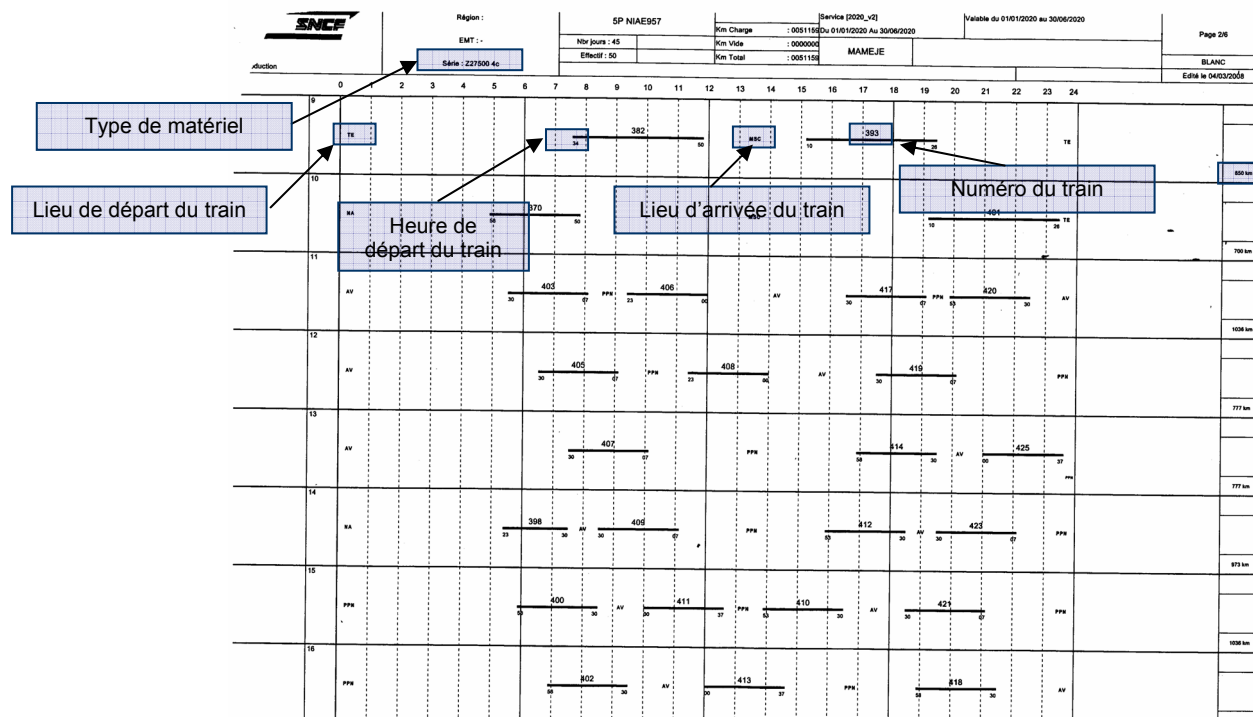 SNCF
Région :
EMT : -
Série : Z27500 4c
5P NIAE957
Nbr jours : 45
Effectif : 50
Km Charge : 0051159
Km Vide : 0000000
Km Total : 0051159
Service [2020_v2]
Du 01/01/2020 Au 30/06/2020
MAMEJE
Valable du 01/01/2020 au 30/06/2020
Page 2/6
BLANC
Edité le 04/03/2008
duction
0 1 2 3 4 5 6 7 8 9 10 11 12 13 14 15 16 17 18 19 20 21 22 23 24
Type de matériel
Lieu de départ du train
Heure de
départ du train
Lieu d'arrivée du train
Numéro du train
9
TE 382 MSC 393 TE
34 50 10 26
650 km
10
NA 370 TE
58 50 10 26
700 km
11
AV 403 PPN 406 AV 417 PPN 420 AV
30 07 23 00 30 07 53 30
1036 km
12
AV 405 PPN 408 AV 419 PPN
30 07 23 00 30 07
777 km
13
AV 407 PPN 414 AV 425 PPN
30 07 58 30 00 37
777 km
14
NA 398 AV 409 PPN 412 AV 423 PPN
23 30 30 07 53 30 30 07
973 km
15
PPN 400 AV 411 PPN 410 AV 421 PPN
53 30 00 37 53 30 30 07
1036 km
16
PPN 402 AV 413 PPN 418 AV
58 30 00 37 58 30